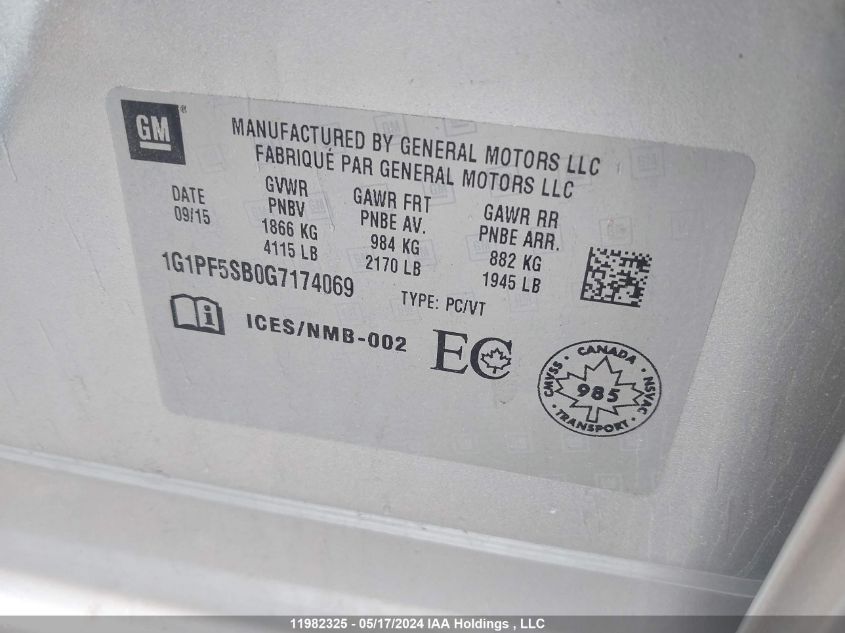 GM®
MANUFACTURED BY GENERAL MOTORS LLC
FABRIQUÉ PAR GENERAL MOTORS LLC
DATE
09/15
GVWR
PNBV
1866 KG
4115 LB
GAWR FRT
PNBE AV.
984 KG
2170 LB
GAWR RR
PNBE ARR.
882 KG
1945 LB
1G1PF5SB0G7174069
TYPE: PC/VT
i ICES/NMB-002 EC
CANADA
CMVSS • 985 • NSVAC
TRANSPORT
11982325 - 05/17/2024 IAA Holdings , LLC